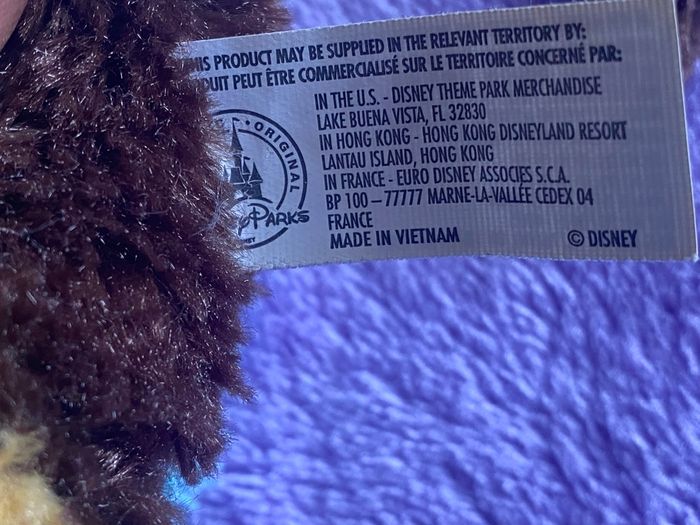 THIS PRODUCT MAY BE SUPPLIED IN THE RELEVANT TERRITORY BY:
PEUT ÊTRE COMMERCIALISÉ SUR LE TERRITOIRE CONCERNÉ PAR:
IN THE U.S. - DISNEY THEME PARK MERCHANDISE
LAKE BUENA VISTA, FL 32830
IN HONG KONG - HONG KONG DISNEYLAND RESORT
LANTAU ISLAND, HONG KONG
IN FRANCE - EURO DISNEY ASSOCIES S.C.A.
BP 100 - 77777 MARNE-LA-VALLÉE CEDEX 04
FRANCE
MADE IN VIETNAM
© DISNEY
ORIGINAL
PARKS